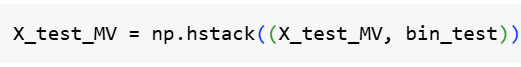 X_test_MV = np.hstack((X_test_MV, bin_test))